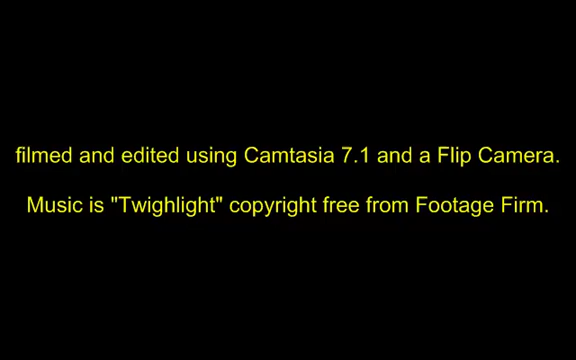 filmed and edited using Camtasia 7.1 and a Flip Camera.
Music is "Twighlight" copyright free from Footage Firm.